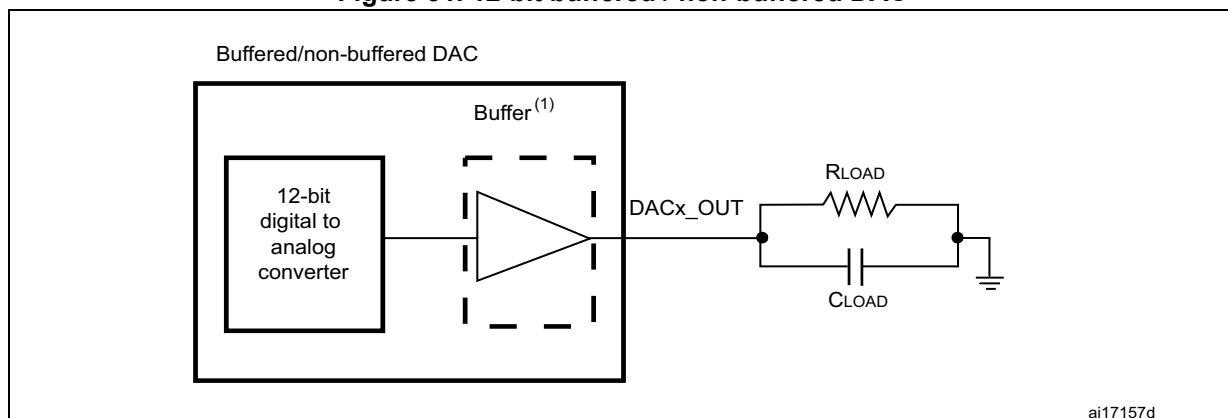 Buffered/non-buffered DAC
Buffer(1)
12-bit
digital to
analog
converter
DACx_OUT
RLOAD
CLOAD
ai17157d